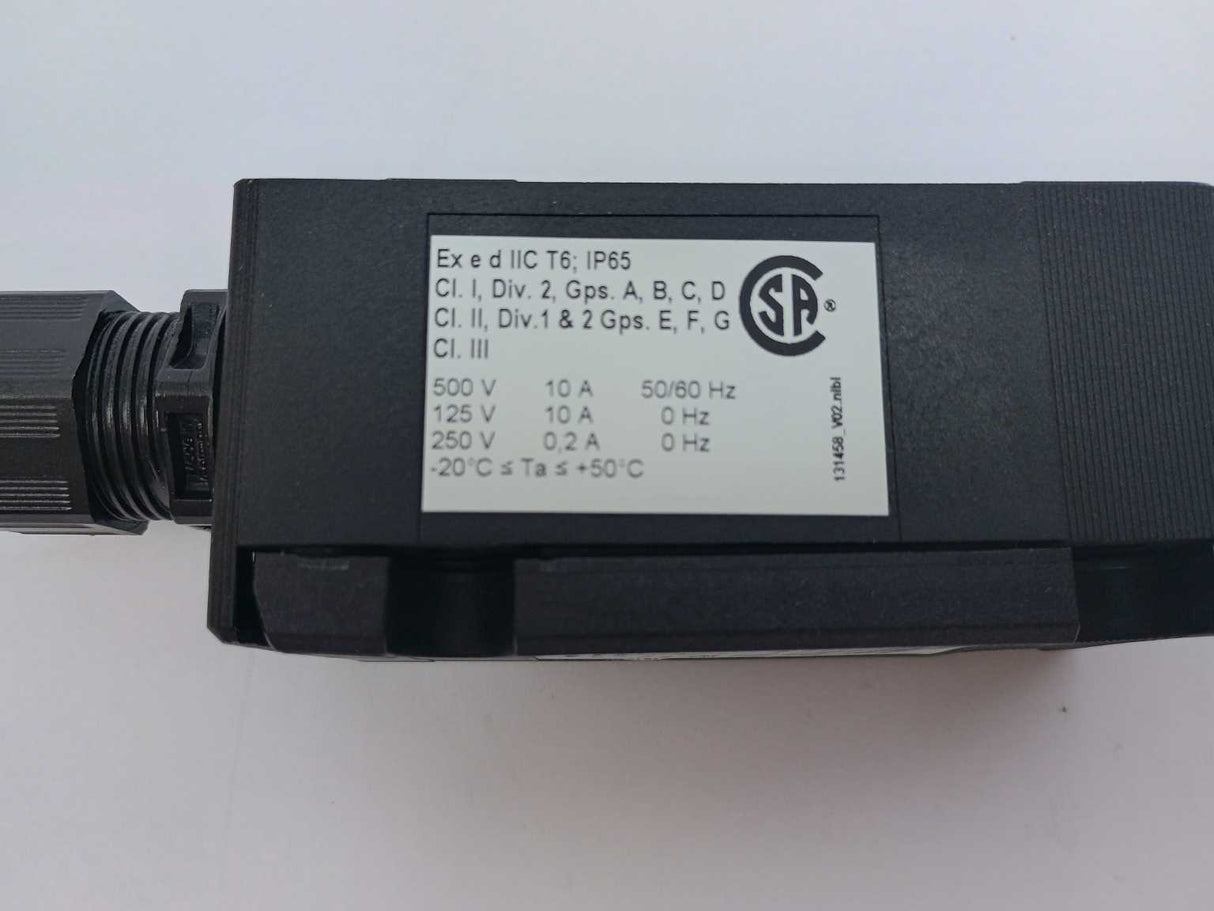 Ex e d IIC T6; IP65
Cl. I, Div. 2, Gps. A, B, C, D
Cl. II, Div.1 & 2 Gps. E, F, G
Cl. III
500 V 10 A 50/60 Hz
125 V 10 A 0 Hz
250 V 0,2 A 0 Hz
-20°C ≤ Ta ≤ +50°C
CSA ®
131458_V02.nlbl